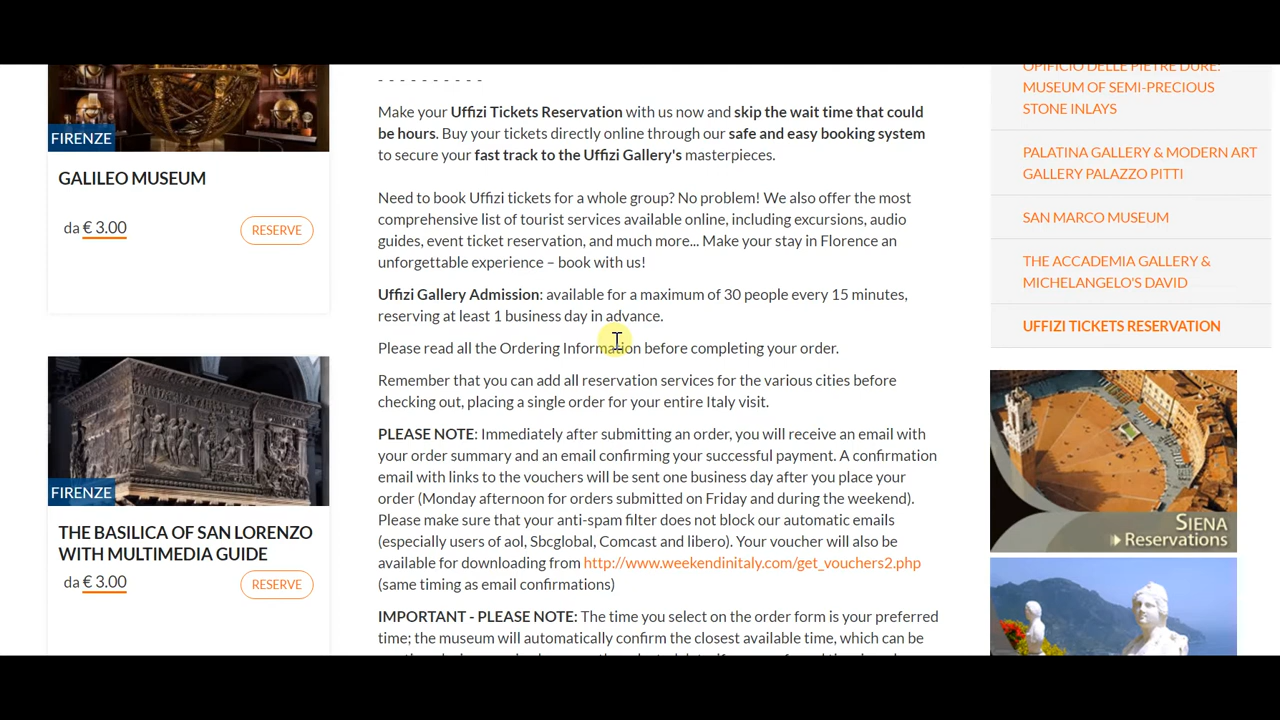 FIRENZE
GALILEO MUSEUM
da € 3.00
RESERVE
FIRENZE
THE BASILICA OF SAN LORENZO
WITH MULTIMEDIA GUIDE
da € 3.00
RESERVE
- - - - - - - - - -
Make your Uffizi Tickets Reservation with us now and skip the wait time that could
be hours. Buy your tickets directly online through our safe and easy booking system
to secure your fast track to the Uffizi Gallery's masterpieces.
Need to book Uffizi tickets for a whole group? No problem! We also offer the most
comprehensive list of tourist services available online, including excursions, audio
guides, event ticket reservation, and much more... Make your stay in Florence an
unforgettable experience – book with us!
Uffizi Gallery Admission: available for a maximum of 30 people every 15 minutes,
reserving at least 1 business day in advance.
Please read all the Ordering Information before completing your order.
Remember that you can add all reservation services for the various cities before
checking out, placing a single order for your entire Italy visit.
PLEASE NOTE: Immediately after submitting an order, you will receive an email with
your order summary and an email confirming your successful payment. A confirmation
email with links to the vouchers will be sent one business day after you place your
order (Monday afternoon for orders submitted on Friday and during the weekend).
Please make sure that your anti-spam filter does not block our automatic emails
(especially users of aol, Sbcglobal, Comcast and libero). Your voucher will also be
available for downloading from http://www.weekendinitaly.com/get_vouchers2.php
(same timing as email confirmations)
IMPORTANT - PLEASE NOTE: The time you select on the order form is your preferred
time; the museum will automatically confirm the closest available time, which can be
OPIFICIO DELLE PIETRE DURE:
MUSEUM OF SEMI-PRECIOUS
STONE INLAYS
PALATINA GALLERY & MODERN ART
GALLERY PALAZZO PITTI
SAN MARCO MUSEUM
THE ACCADEMIA GALLERY &
MICHELANGELO'S DAVID
UFFIZI TICKETS RESERVATION
SIENA
Reservations